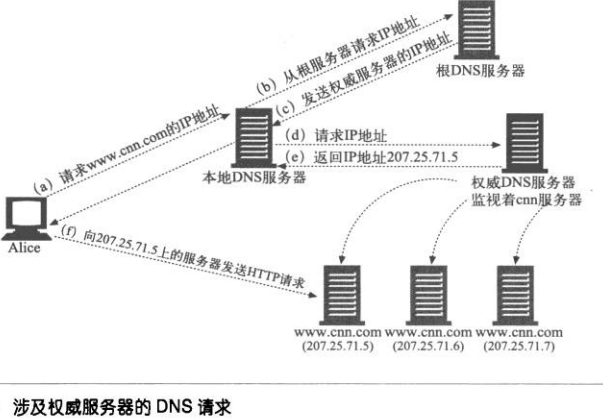 (b) 从根服务器请求IP地址
(c) 发送权威服务器的IP地址
根DNS服务器
(a) 请求www.cnn.com的IP地址
(d) 请求IP地址
(e) 返回IP地址207.25.71.5
本地DNS服务器
权威DNS服务器
监视着cnn服务器
Alice
(f) 向207.25.71.5上的服务器发送HTTP请求
www.cnn.com www.cnn.com www.cnn.com
(207.25.71.5) (207.25.71.6) (207.25.71.7)
涉及权威服务器的 DNS 请求